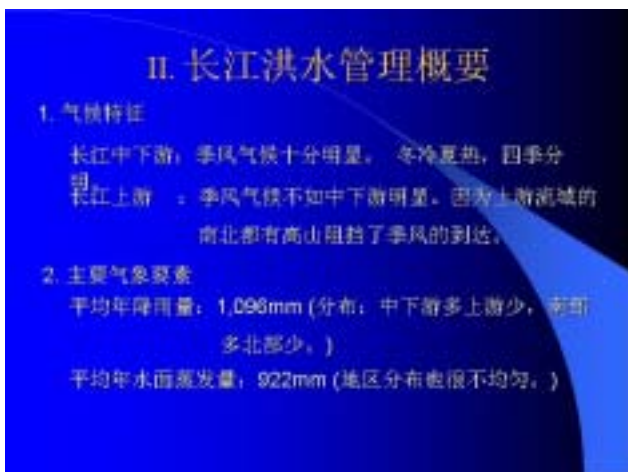 II. 长江洪水管理概要
1. 气候特征
长江中下游：季风气候十分明显。 冬冷夏热，四季分
明。
长江上游 ：季风气候不如中下游明显。因为上游流域的
南北都有高山阻挡了季风的到达。
2. 主要气象要素
平均年降雨量：1,096mm (分布：中下游多上游少，南部
多北部少。)
平均年水面蒸发量：922mm (地区分布也很不均匀。)